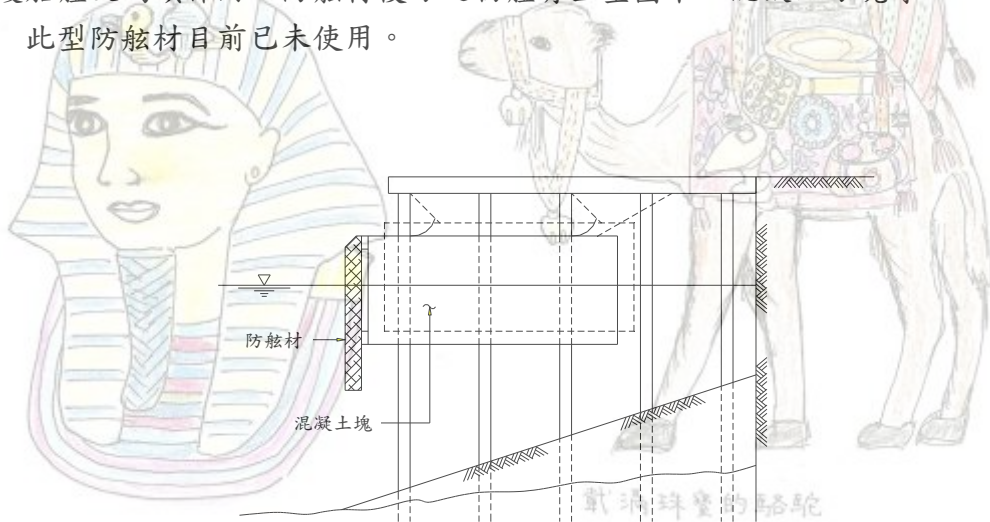 此型防舷材目前已未使用。
防舷材
混凝土塊
戴滿珠寶的駱駝